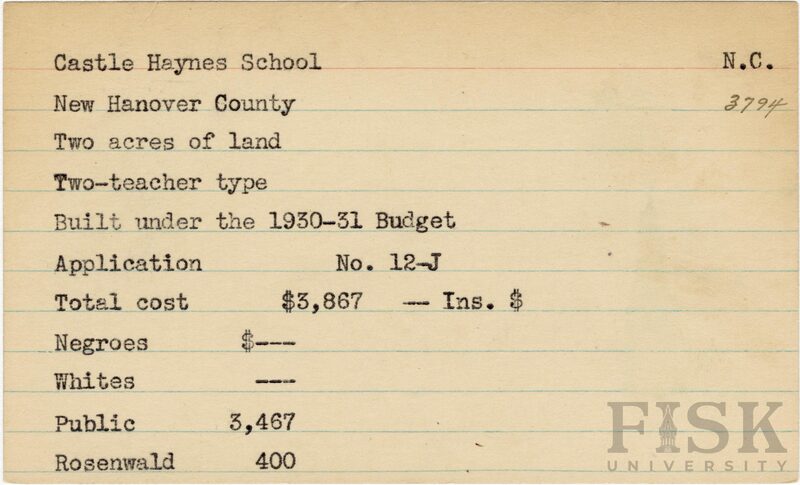 Castle Haynes School N.C.
New Hanover County 3794
Two acres of land
Two-teacher type
Built under the 1930-31 Budget
Application No. 12-J
Total cost $3,867 — Ins. $
Negroes $---
Whites ---
Public 3,467
Rosenwald 400
FISK
UNIVERSITY